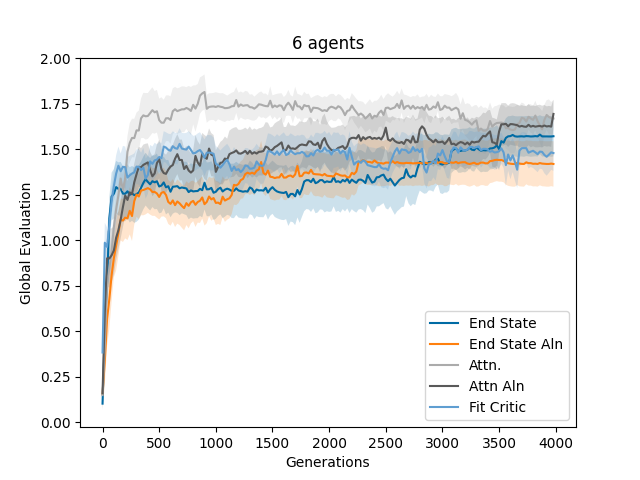 6 agents
Global Evaluation
2.00
1.75
1.50
1.25
1.00
0.75
0.50
0.25
0.00
End State
End State Aln
Attn.
Attn Aln
Fit Critic
0 500 1000 1500 2000 2500 3000 3500 4000
Generations